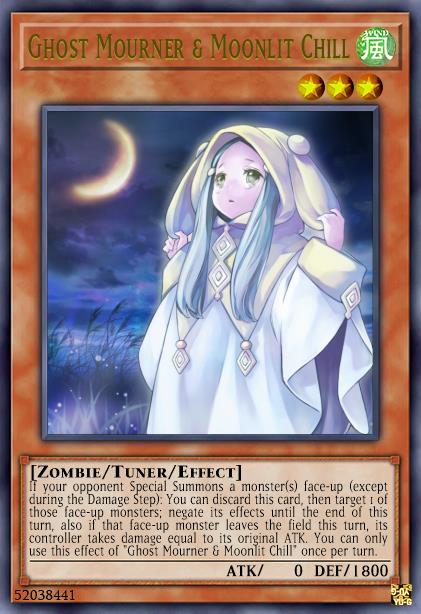 GHOST MOURNER & MOONLIT CHILL
WIND
風
[ZOMBIE/TUNER/EFFECT]
If your opponent Special Summons a monster(s) face-up (except
during the Damage Step): You can discard this card, then target 1 of
those face-up monsters; negate its effects until the end of this
turn, also if that face-up monster leaves the field this turn, its
controller takes damage equal to its original ATK. You can only
use this effect of "Ghost Mourner & Moonlit Chill" once per turn.
ATK/ 0 DEF/1800
52038441